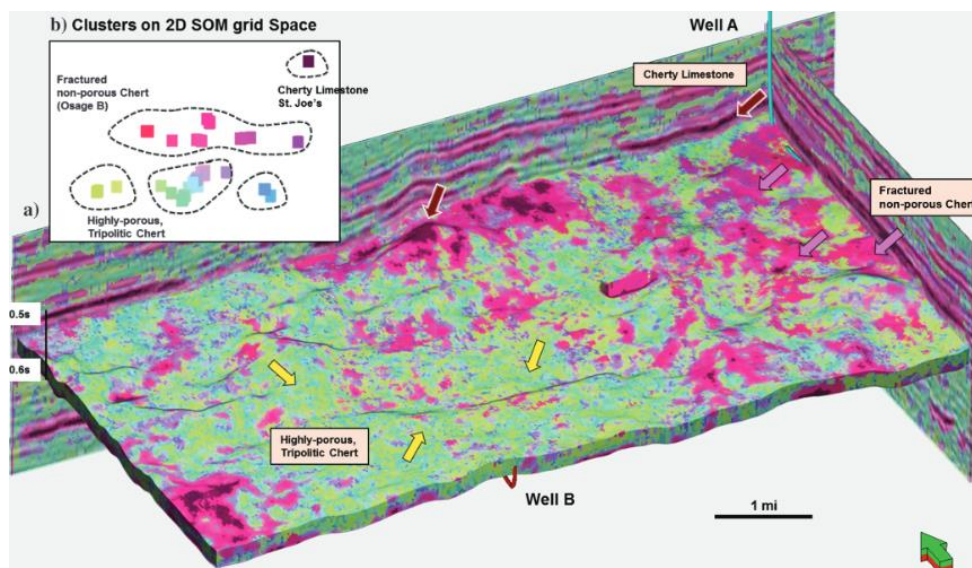 b) Clusters on 2D SOM grid Space
Fractured
non-porous Chert
(Osage B)
Cherty Limestone
St. Joe's
Highly-porous,
Tripolitic Chert
a)
Well A
Cherty Limestone
Fractured
non-porous Chert
0.5s
0.6s
Highly-porous,
Tripolitic Chert
Well B
1 mi